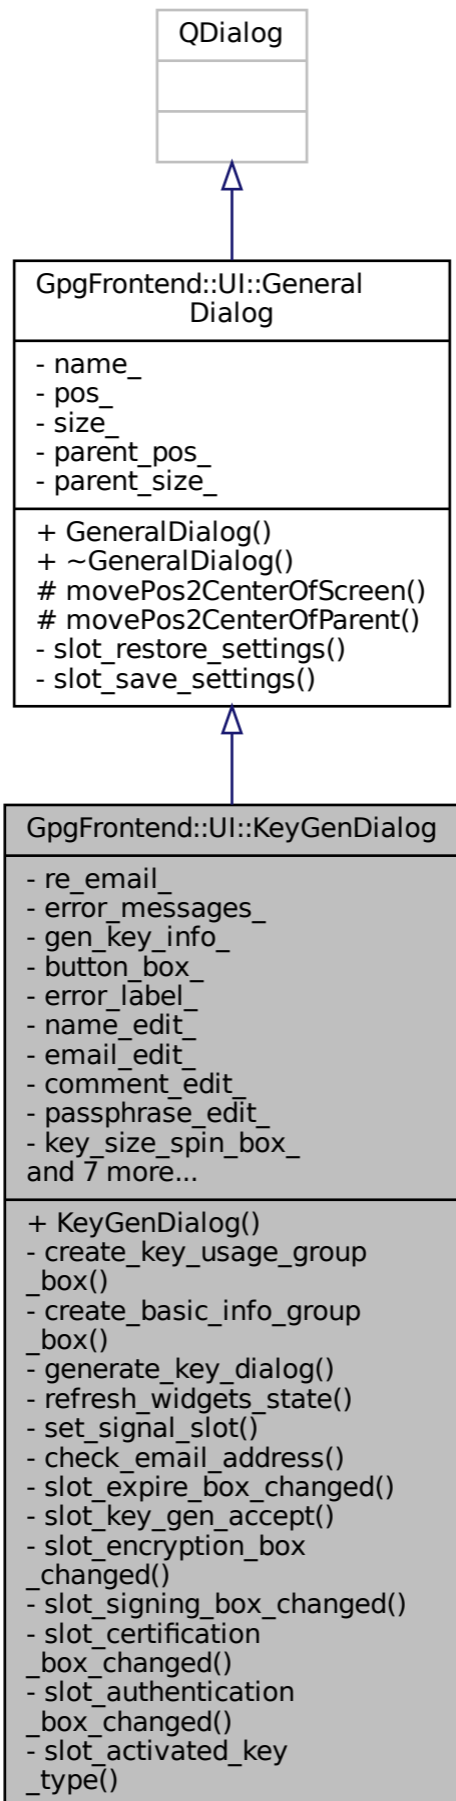 QDialog
GpgFrontend::UI::General
Dialog
- name_
- pos_
- size_
- parent_pos_
- parent_size_
+ GeneralDialog()
+ ~GeneralDialog()
# movePos2CenterOfScreen()
# movePos2CenterOfParent()
- slot_restore_settings()
- slot_save_settings()
GpgFrontend::UI::KeyGenDialog
- re_email_
- error_messages_
- gen_key_info_
- button_box_
- error_label_
- name_edit_
- email_edit_
- comment_edit_
- passphrase_edit_
- key_size_spin_box_
and 7 more...
+ KeyGenDialog()
- create_key_usage_group
_box()
- create_basic_info_group
_box()
- generate_key_dialog()
- refresh_widgets_state()
- set_signal_slot()
- check_email_address()
- slot_expire_box_changed()
- slot_key_gen_accept()
- slot_encryption_box
_changed()
- slot_signing_box_changed()
- slot_certification
_box_changed()
- slot_authentication
_box_changed()
- slot_activated_key
_type()